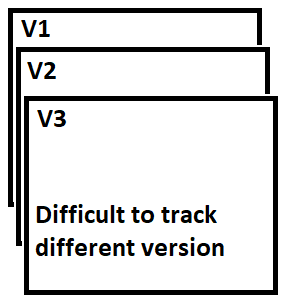 V1
V2
V3
Difficult to track
different version